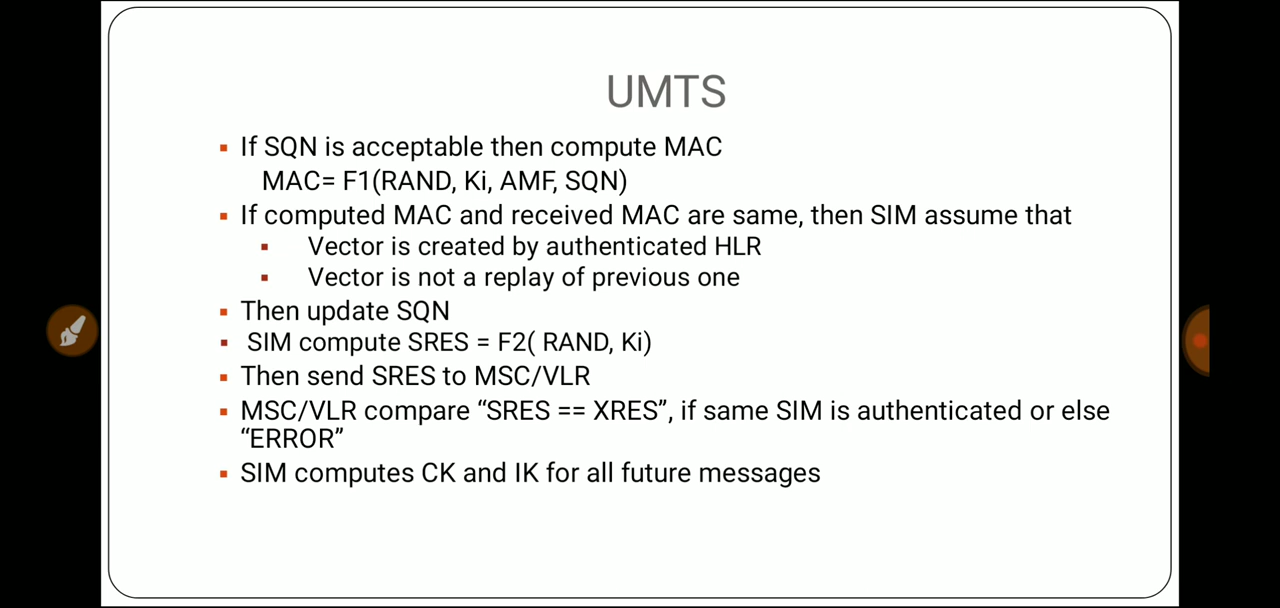 UMTS
If SQN is acceptable then compute MAC
MAC= F1(RAND, Ki, AMF, SQN)
If computed MAC and received MAC are same, then SIM assume that
Vector is created by authenticated HLR
Vector is not a replay of previous one
Then update SQN
SIM compute SRES = F2( RAND, Ki)
Then send SRES to MSC/VLR
MSC/VLR compare “SRES == XRES”, if same SIM is authenticated or else
“ERROR”
SIM computes CK and IK for all future messages